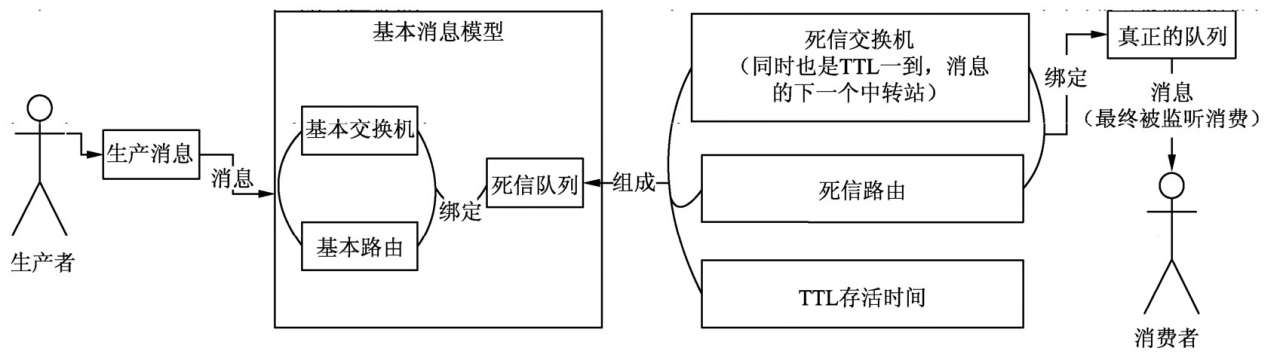 生产者
生产消息
消息
基本消息模型
基本交换机
基本路由
绑定
死信队列
组成
死信交换机
（同时也是TTL一到，消息
的下一个中转站）
死信路由
TTL存活时间
绑定
真正的队列
消息
（最终被监听消费）
消费者